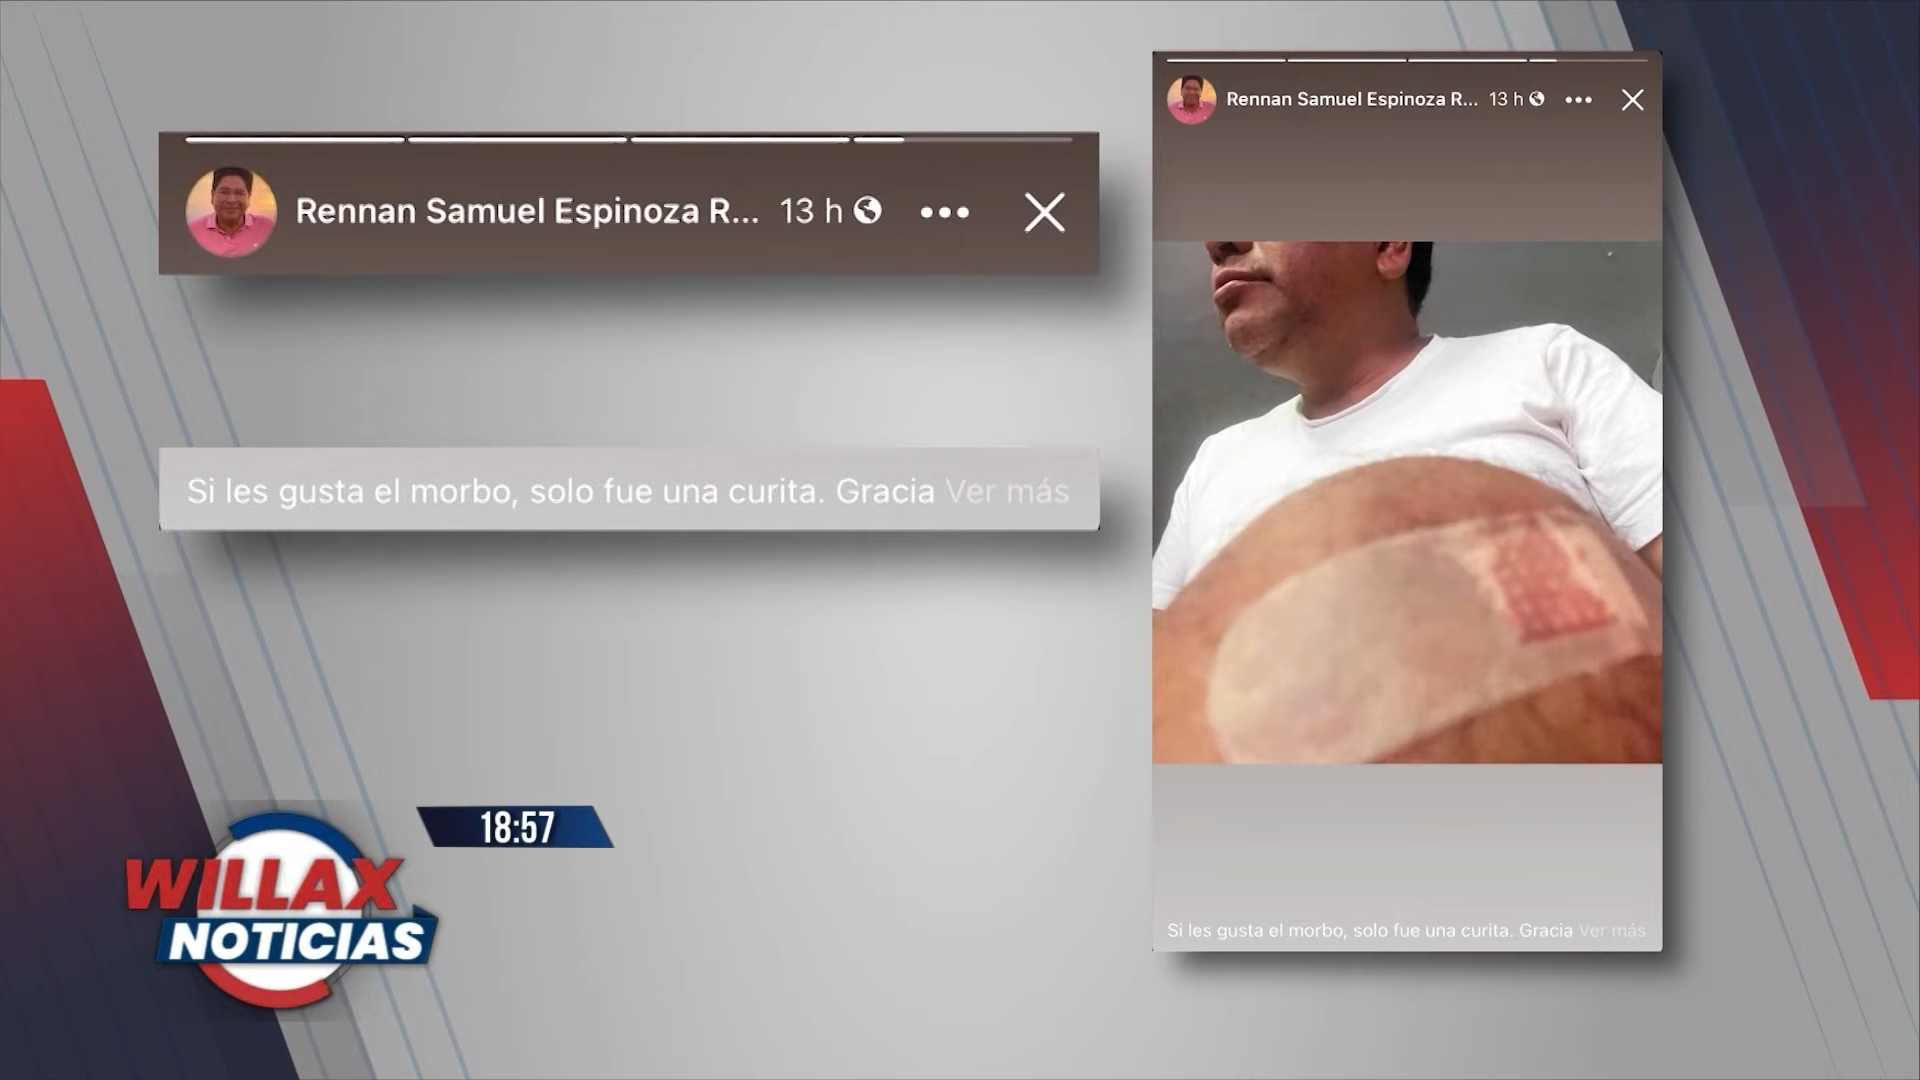 Rennan Samuel Espinoza R... 13 h
Si les gusta el morbo, solo fue una curita. Gracia Ver más
Rennan Samuel Espinoza R... 13 h
Si les gusta el morbo, solo fue una curita. Gracia Ver más
18:57
WILLAX
NOTICIAS